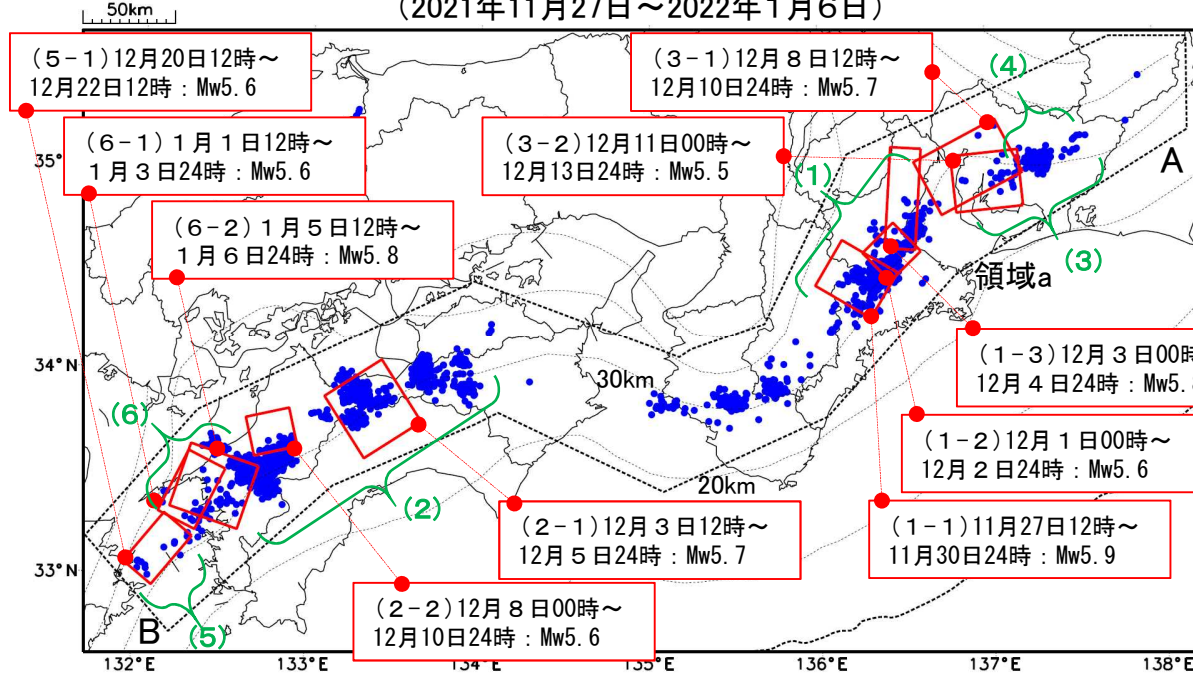 (2021年11月27日～2022年1月6日)
50km
(5-1)12月20日12時～
12月22日12時：Mw5.6
(3-1)12月８日12時～
12月10日24時：Mw5.7
(4)
(6-1)１月１日12時～
１月３日24時：Mw5.6
(3-2)12月11日00時～
12月13日24時：Mw5.5
35°
(1)
A
(6-2)１月５日12時～
１月６日24時：Mw5.8
(3)
領域a
34°N
(1-3)12月３日00時
12月４日24時：Mw5.
30km
(6)
(1-2)12月１日00時～
12月２日24時：Mw5.6
20km
(2)
(2-1)12月３日12時～
12月５日24時：Mw5.7
(1-1)11月27日12時～
11月30日24時：Mw5.9
33°N
(2-2)12月８日00時～
12月10日24時：Mw5.6
B
(5)
132°E
133°E
134°E
135°E
136°E
137°E
138°E